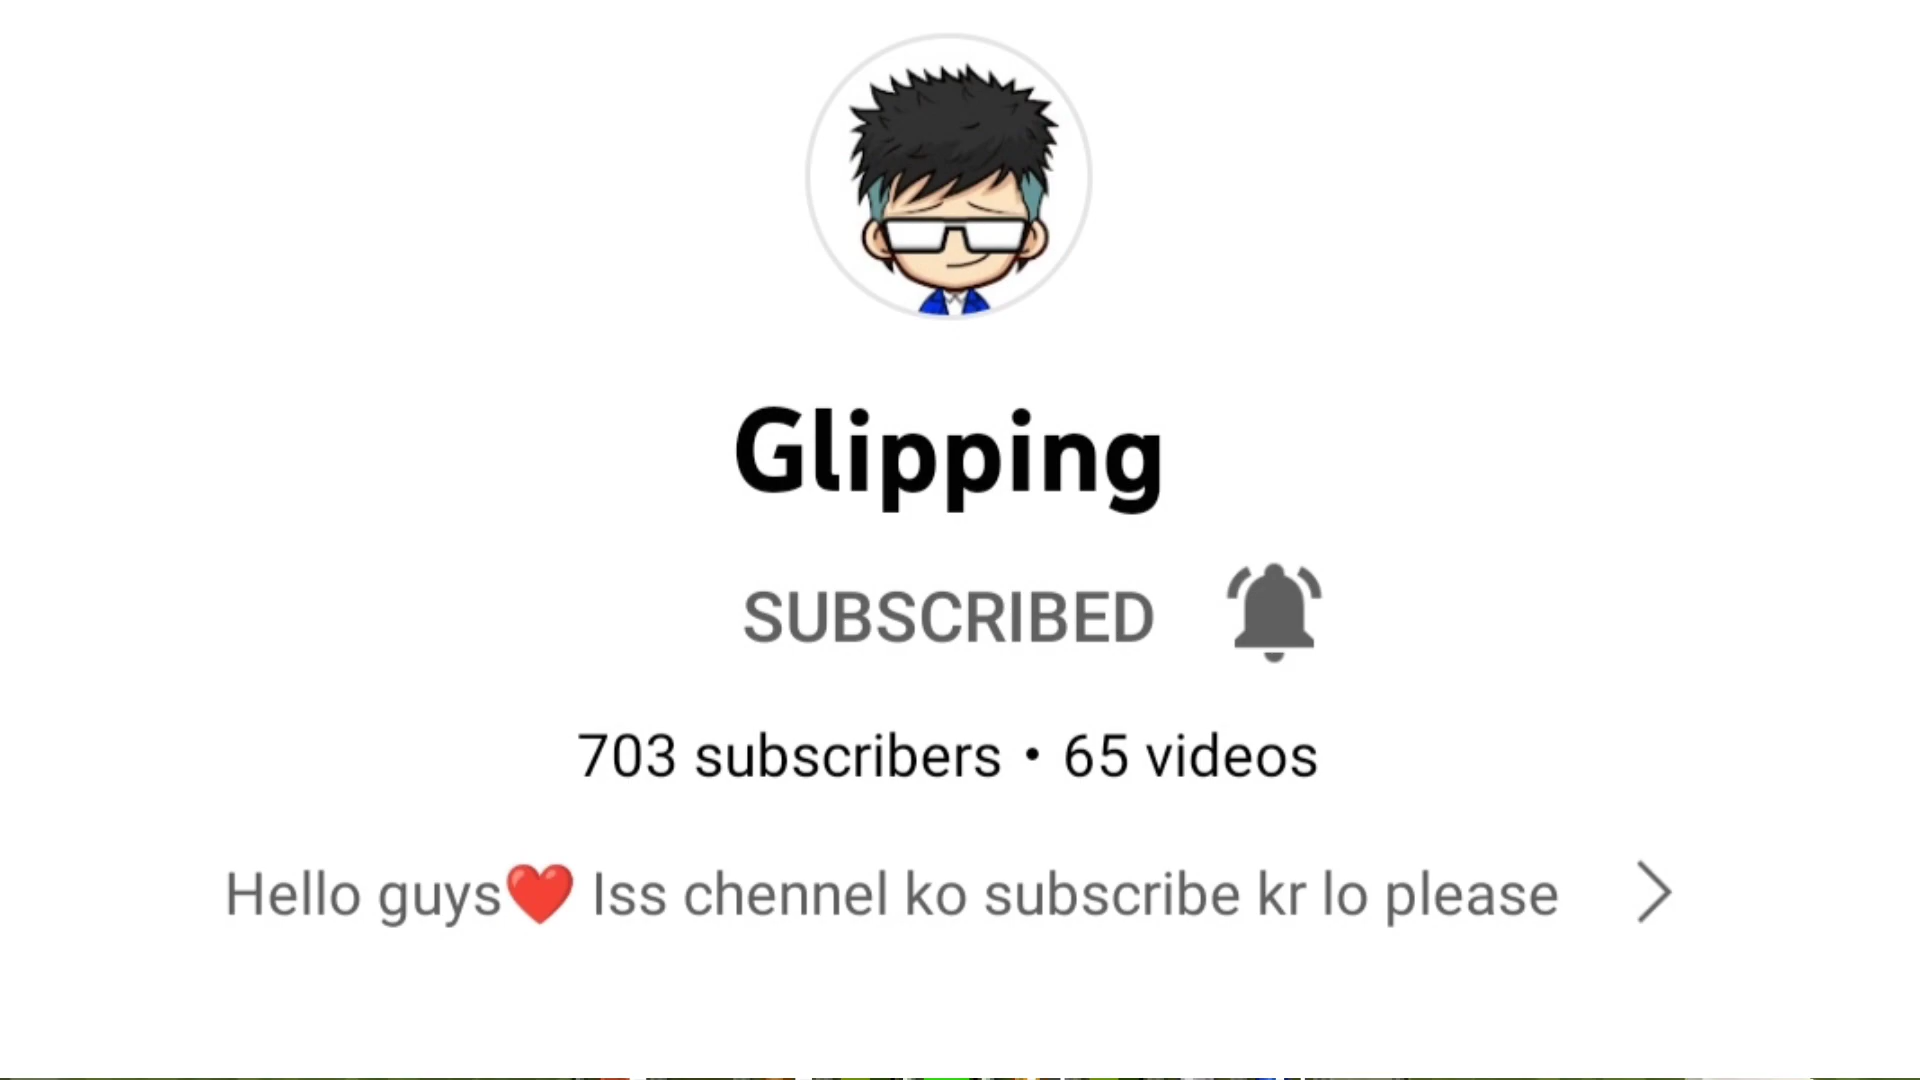 Glipping
SUBSCRIBED
703 subscribers • 65 videos
Hello guys❤️ Iss chennel ko subscribe kr lo please